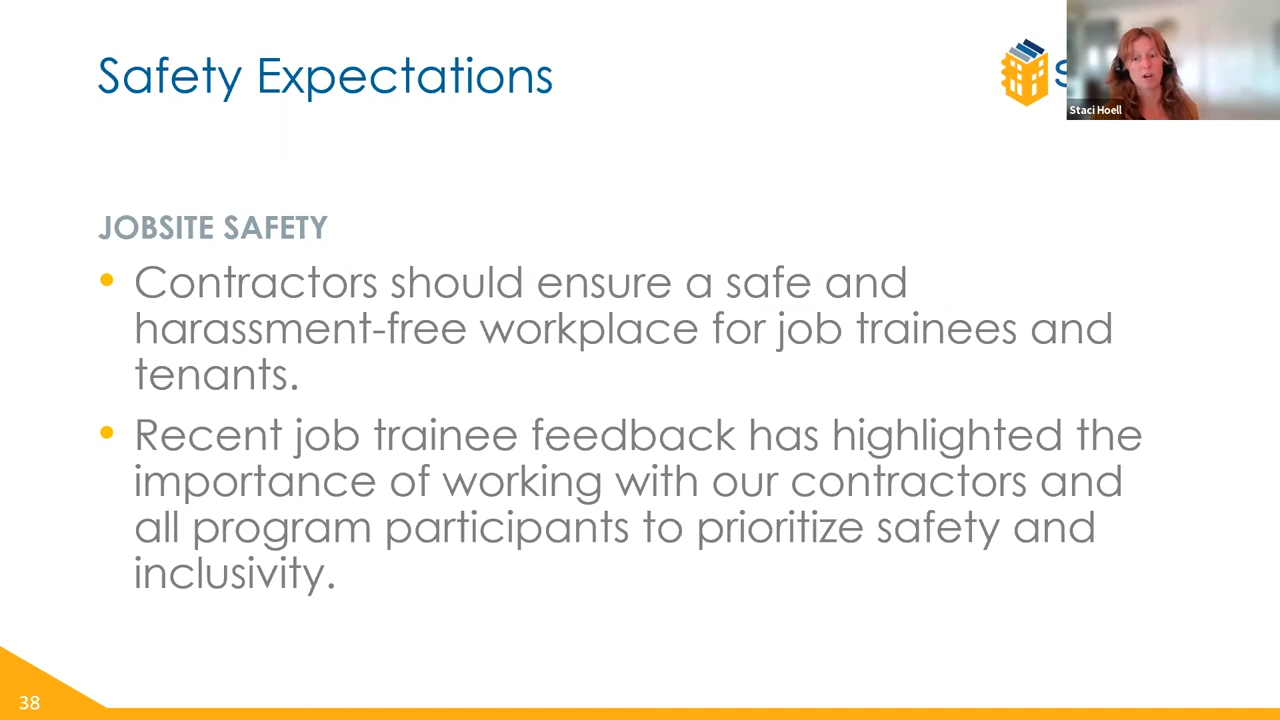 Safety Expectations
Staci Hoell
JOBSITE SAFETY
• Contractors should ensure a safe and
harassment-free workplace for job trainees and
tenants.
• Recent job trainee feedback has highlighted the
importance of working with our contractors and
all program participants to prioritize safety and
inclusivity.
38